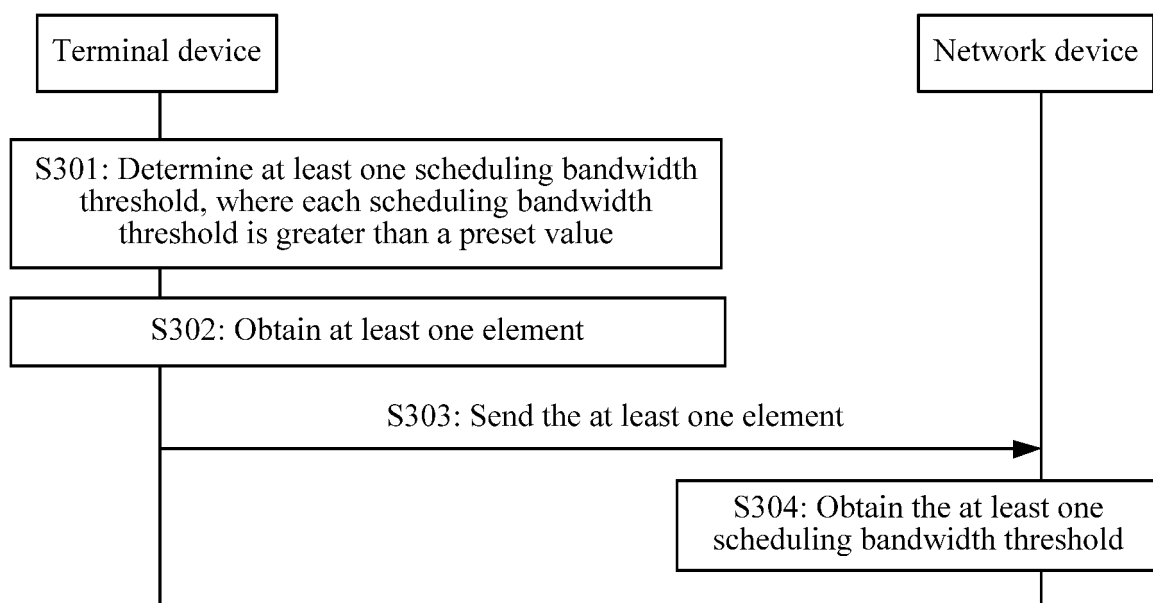 Terminal device
Network device
S301: Determine at least one scheduling bandwidth
threshold, where each scheduling bandwidth
threshold is greater than a preset value
S302: Obtain at least one element
S303: Send the at least one element
S304: Obtain the at least one
scheduling bandwidth threshold